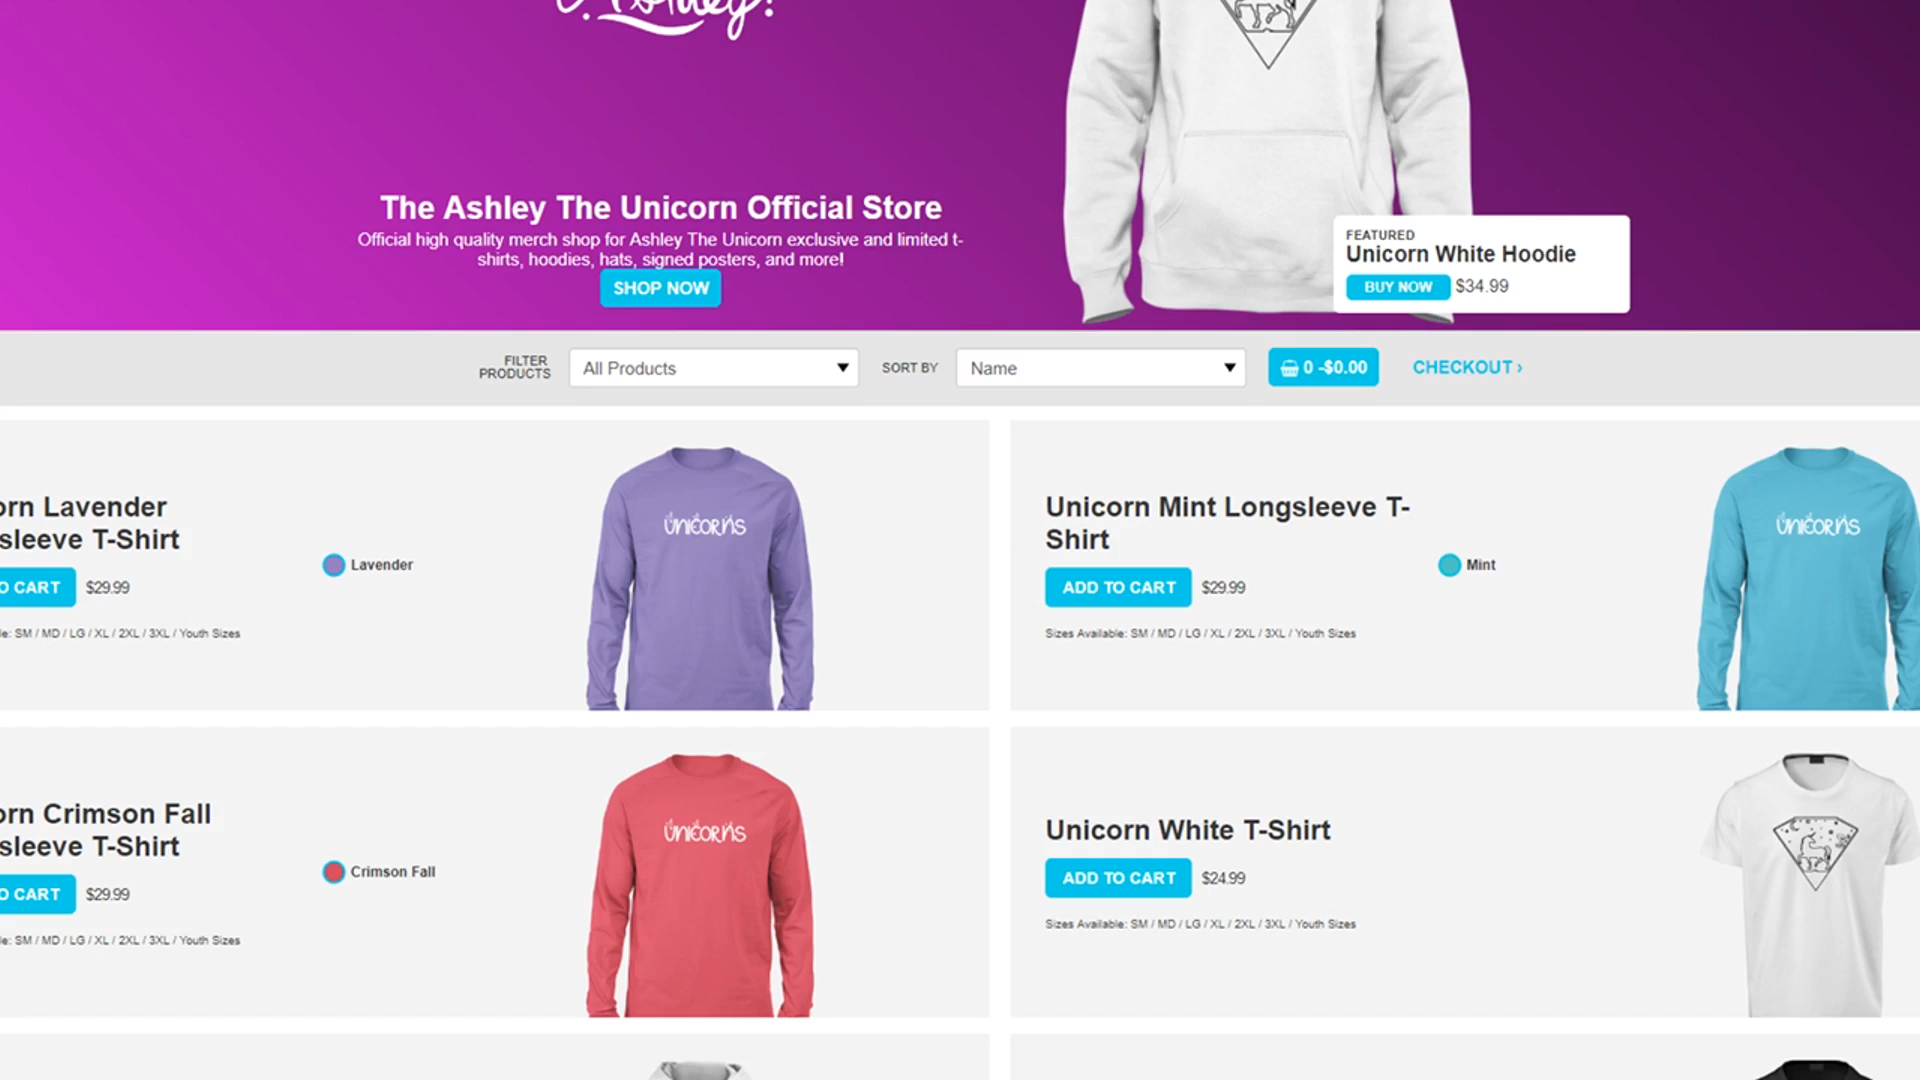 The Ashley The Unicorn Official Store
Official high quality merch shop for Ashley The Unicorn exclusive and limited t-
shirts, hoodies, hats, signed posters, and more!
SHOP NOW
FEATURED
Unicorn White Hoodie
BUY NOW $34.99
FILTER
PRODUCTS
All Products
SORT BY
Name
0 -$0.00
CHECKOUT ›
orn Lavender
sleeve T-Shirt
O CART $29.99
le: SM / MD / LG / XL / 2XL / 3XL / Youth Sizes
Lavender
UNICORNS
Unicorn Mint Longsleeve T-
Shirt
ADD TO CART $29.99
Sizes Available: SM / MD / LG / XL / 2XL / 3XL / Youth Sizes
Mint
UNICORNS
orn Crimson Fall
sleeve T-Shirt
O CART $29.99
le: SM / MD / LG / XL / 2XL / 3XL / Youth Sizes
Crimson Fall
UNICORNS
Unicorn White T-Shirt
ADD TO CART $24.99
Sizes Available: SM / MD / LG / XL / 2XL / 3XL / Youth Sizes